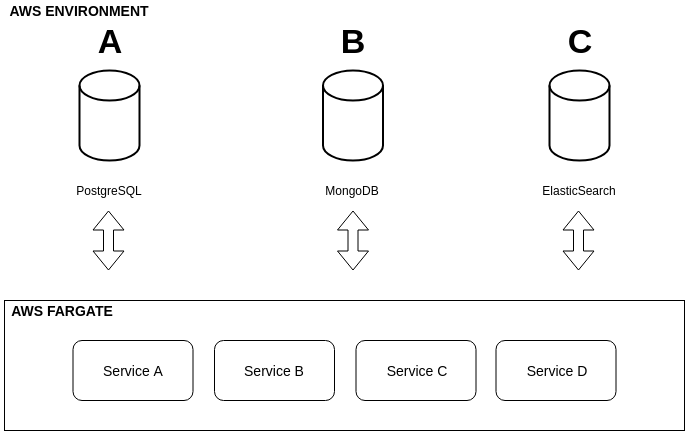 AWS ENVIRONMENT
A
B
C
PostgreSQL
MongoDB
ElasticSearch
AWS FARGATE
Service A
Service B
Service C
Service D